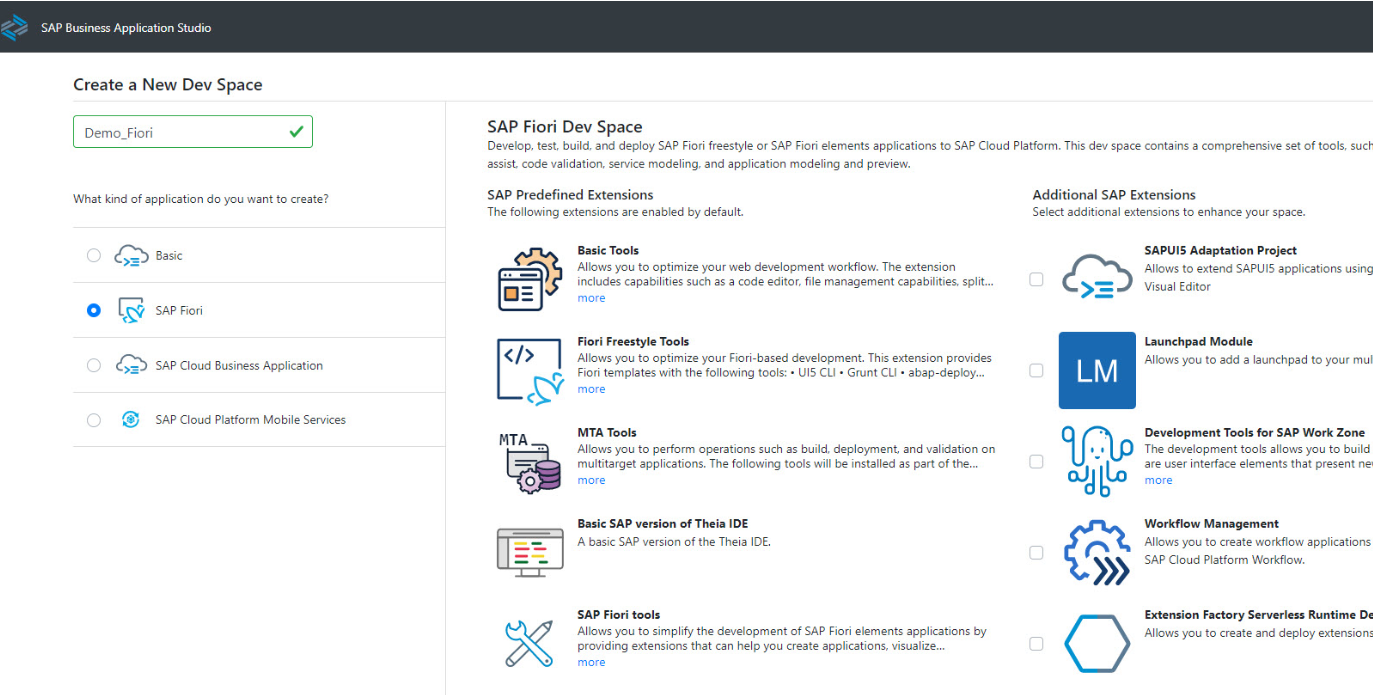 SAP Business Application Studio
Create a New Dev Space
Demo_Fiori
What kind of application do you want to create?
Basic
SAP Fiori
SAP Cloud Business Application
SAP Cloud Platform Mobile Services
SAP Fiori Dev Space
Develop, test, build, and deploy SAP Fiori freestyle or SAP Fiori elements applications to SAP Cloud Platform. This dev space contains a comprehensive set of tools, such
assist, code validation, service modeling, and application modeling and preview.
SAP Predefined Extensions
The following extensions are enabled by default.
Basic Tools
Allows you to optimize your web development workflow. The extension
includes capabilities such as a code editor, file management capabilities, split...
more
</>
Fiori Freestyle Tools
Allows you to optimize your Fiori-based development. This extension provides
Fiori templates with the following tools: • UI5 CLI • Grunt CLI • abap-deploy...
more
MTA
MTA Tools
Allows you to perform operations such as build, deployment, and validation on
multitarget applications. The following tools will be installed as part of the...
more
Basic SAP version of Theia IDE
A basic SAP version of the Theia IDE.
SAP Fiori tools
Allows you to simplify the development of SAP Fiori elements applications by
providing extensions that can help you create applications, visualize...
more
Additional SAP Extensions
Select additional extensions to enhance your space.
SAPUI5 Adaptation Project
Allows to extend SAPUI5 applications using
Visual Editor
LM
Launchpad Module
Allows you to add a launchpad to your mul
Development Tools for SAP Work Zone
The development tools allows you to build
are user interface elements that present ne
more
Workflow Management
Allows you to create workflow applications
SAP Cloud Platform Workflow.
Extension Factory Serverless Runtime De
Allows you to create and deploy extensions